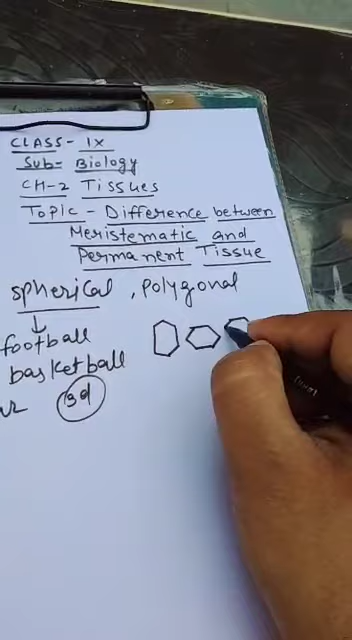 CLASS- IX
Sub- Biology
CH-2 Tissues
Topic - Difference between
Meristematic and
Permanent Tissue
spherical , polygonal
↓
football
basketball
3d